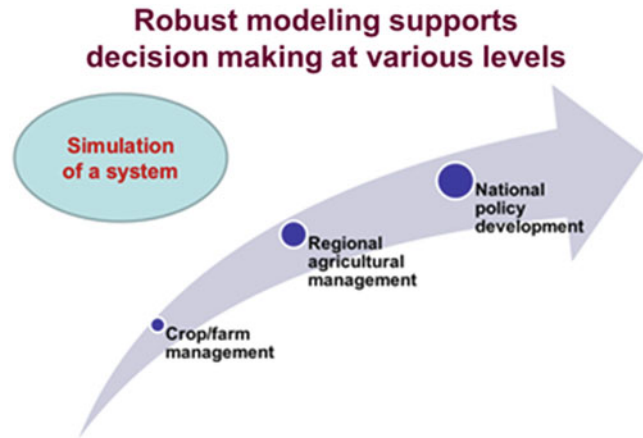 Robust modeling supports
decision making at various levels
Simulation
of a system
National
policy
development
Regional
agricultural
management
Crop/farm
management